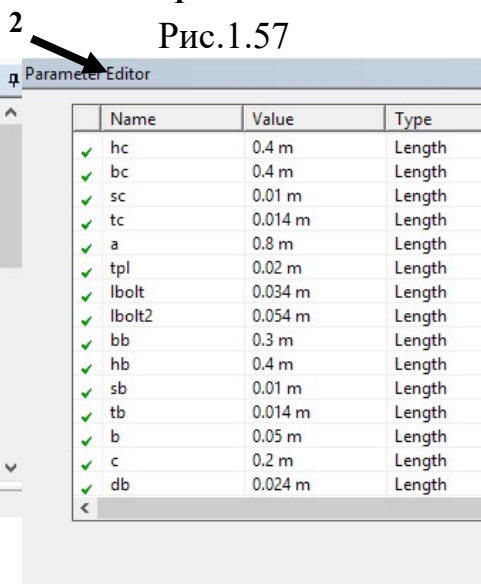 2
Рис.1.57
Parameter Editor
Name Value Type
hc 0.4 m Length
bc 0.4 m Length
sc 0.01 m Length
tc 0.014 m Length
a 0.8 m Length
tpl 0.02 m Length
lbolt 0.034 m Length
lbolt2 0.054 m Length
bb 0.3 m Length
hb 0.4 m Length
sb 0.01 m Length
tb 0.014 m Length
b 0.05 m Length
c 0.2 m Length
db 0.024 m Length